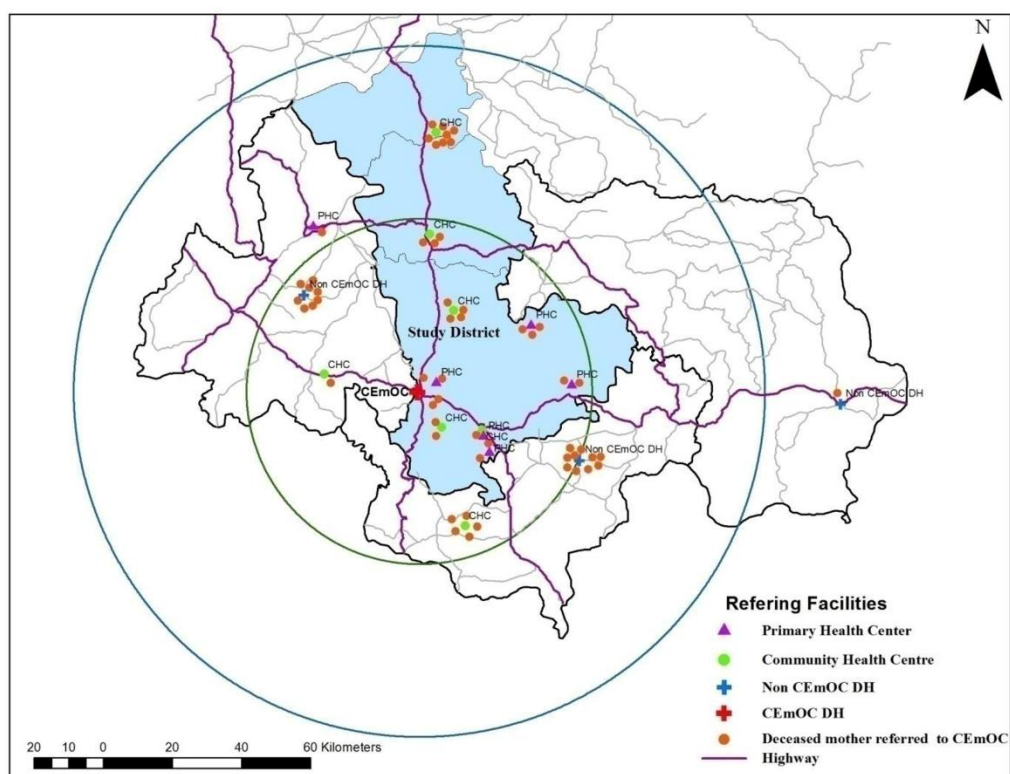 N
CHC
CHC
PHC
Non CEmOC DH
CHC
PHC
Study District
CHC
PHC
PHC
CEmOC
Non CEmOC DH
CHC
PHC
CHC
PHC
Non CEmOC DH
CHC
Refering Facilities
Primary Health Center
Community Health Centre
Non CEmOC DH
CEmOC DH
Deceased mother referred to CEmOC
Highway
20 10 0 20 40 60 Kilometers